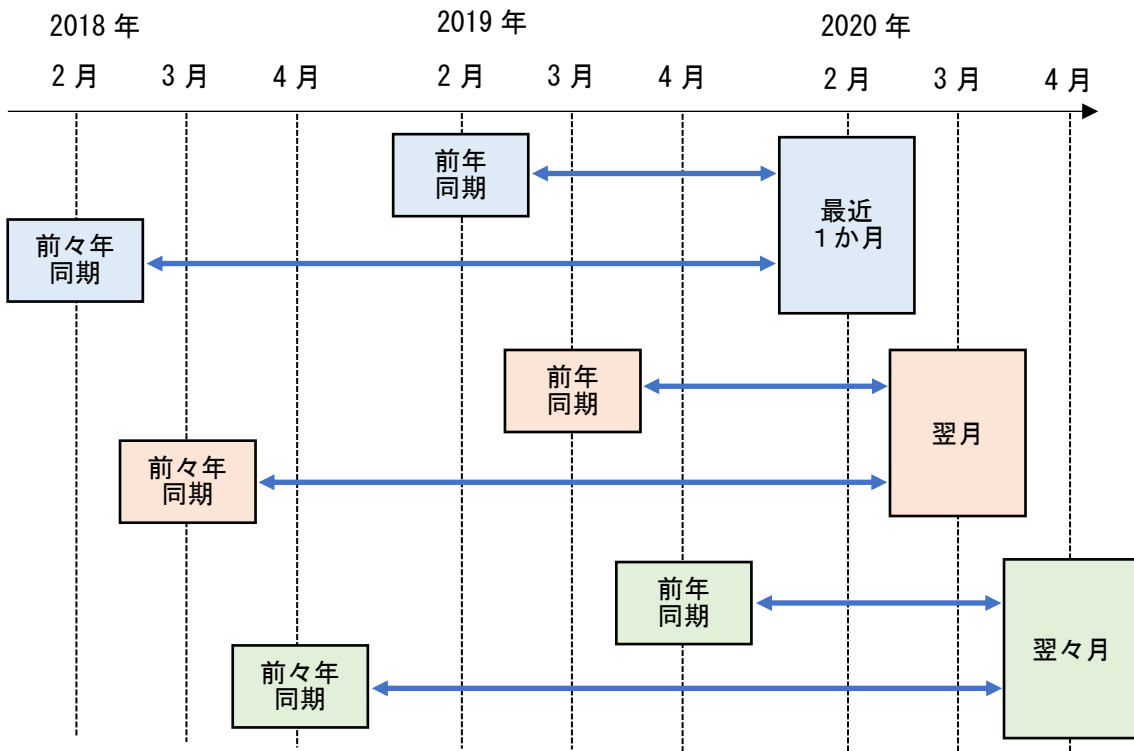 2018 年
2019 年
2020 年
2 月
3 月
4 月
2 月
3 月
4 月
2 月
3 月
4 月
前年
同期
最近
１か月
前々年
同期
前年
同期
翌月
前々年
同期
前年
同期
翌々月
前々年
同期